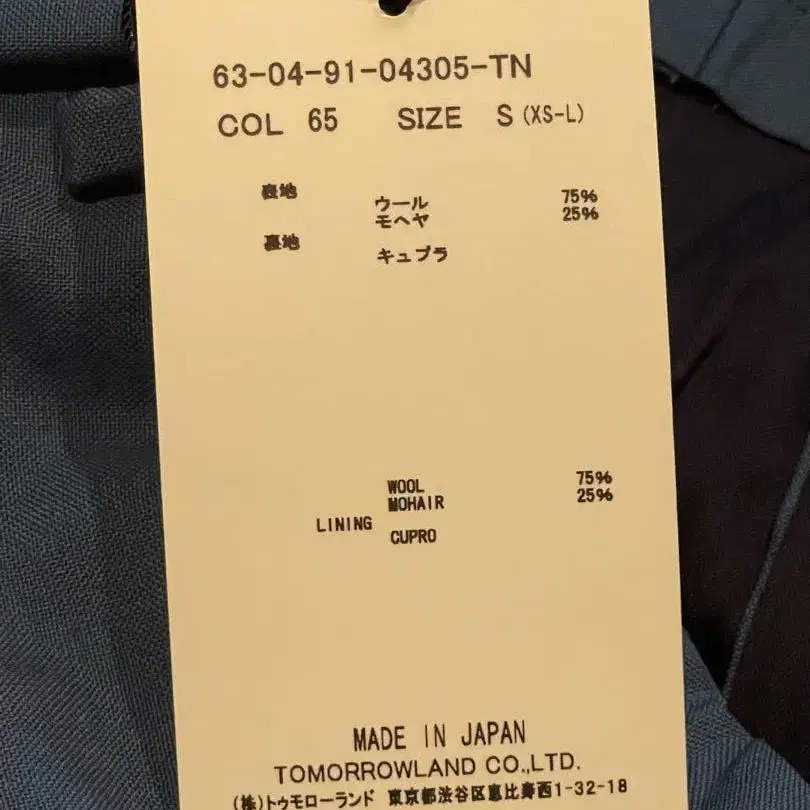 63-04-91-04305-TN
COL 65 SIZE S (XS-L)
表地 ウール 75%
モヘヤ 25%
裏地 キュプラ
WOOL 75%
MOHAIR 25%
LINING CUPRO
MADE IN JAPAN
TOMORROWLAND CO.,LTD.
(株)トゥモローランド 東京都渋谷区恵比寿西1-32-18